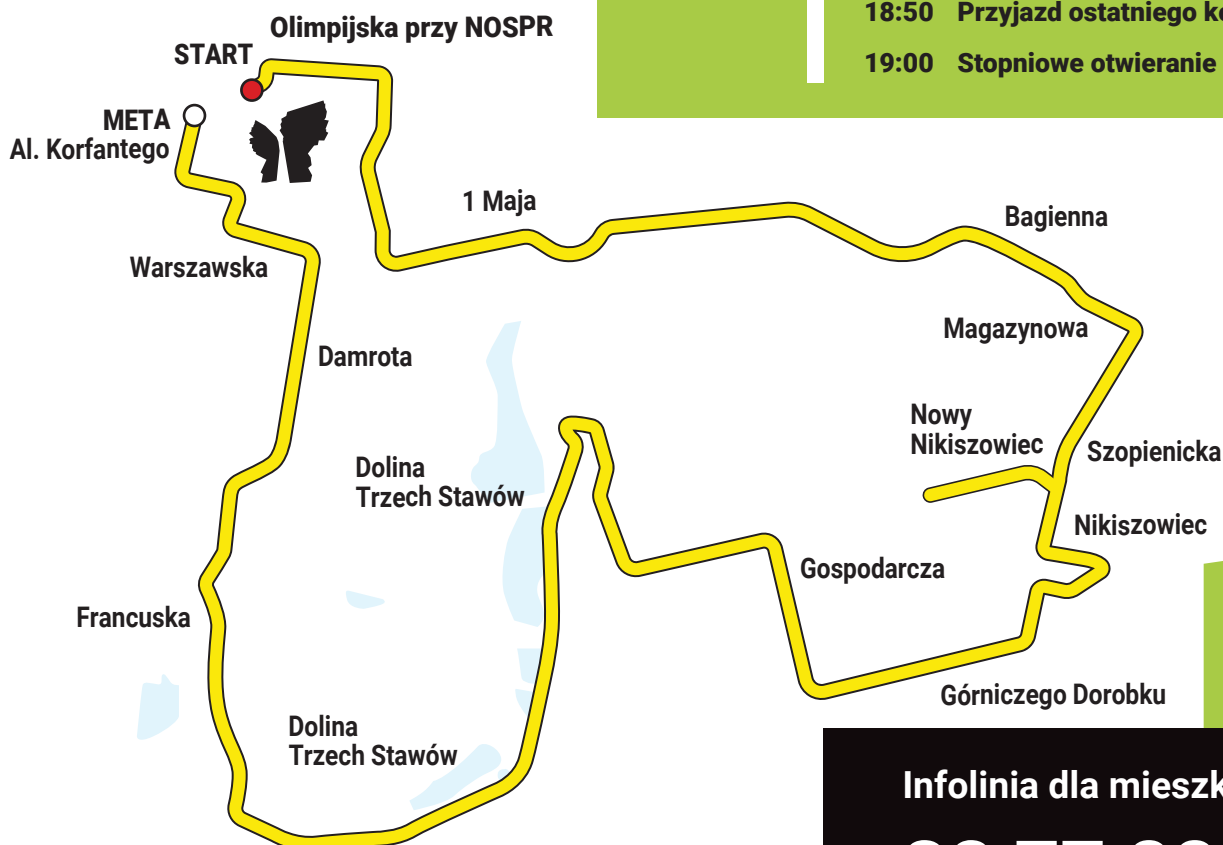 18:50 Przyjazd ostatniego
19:00 Stopniowe otwieranie
Olimpijska przy NOSPR
START
META
Al. Korfantego
1 Maja
Bagienna
Warszawska
Magazynowa
Damrota
Nowy
Nikiszowiec
Szopienicka
Dolina
Trzech Stawów
Nikiszowiec
Gospodarcza
Francuska
Górniczego Dorobku
Dolina
Trzech Stawów
Infolinia dla